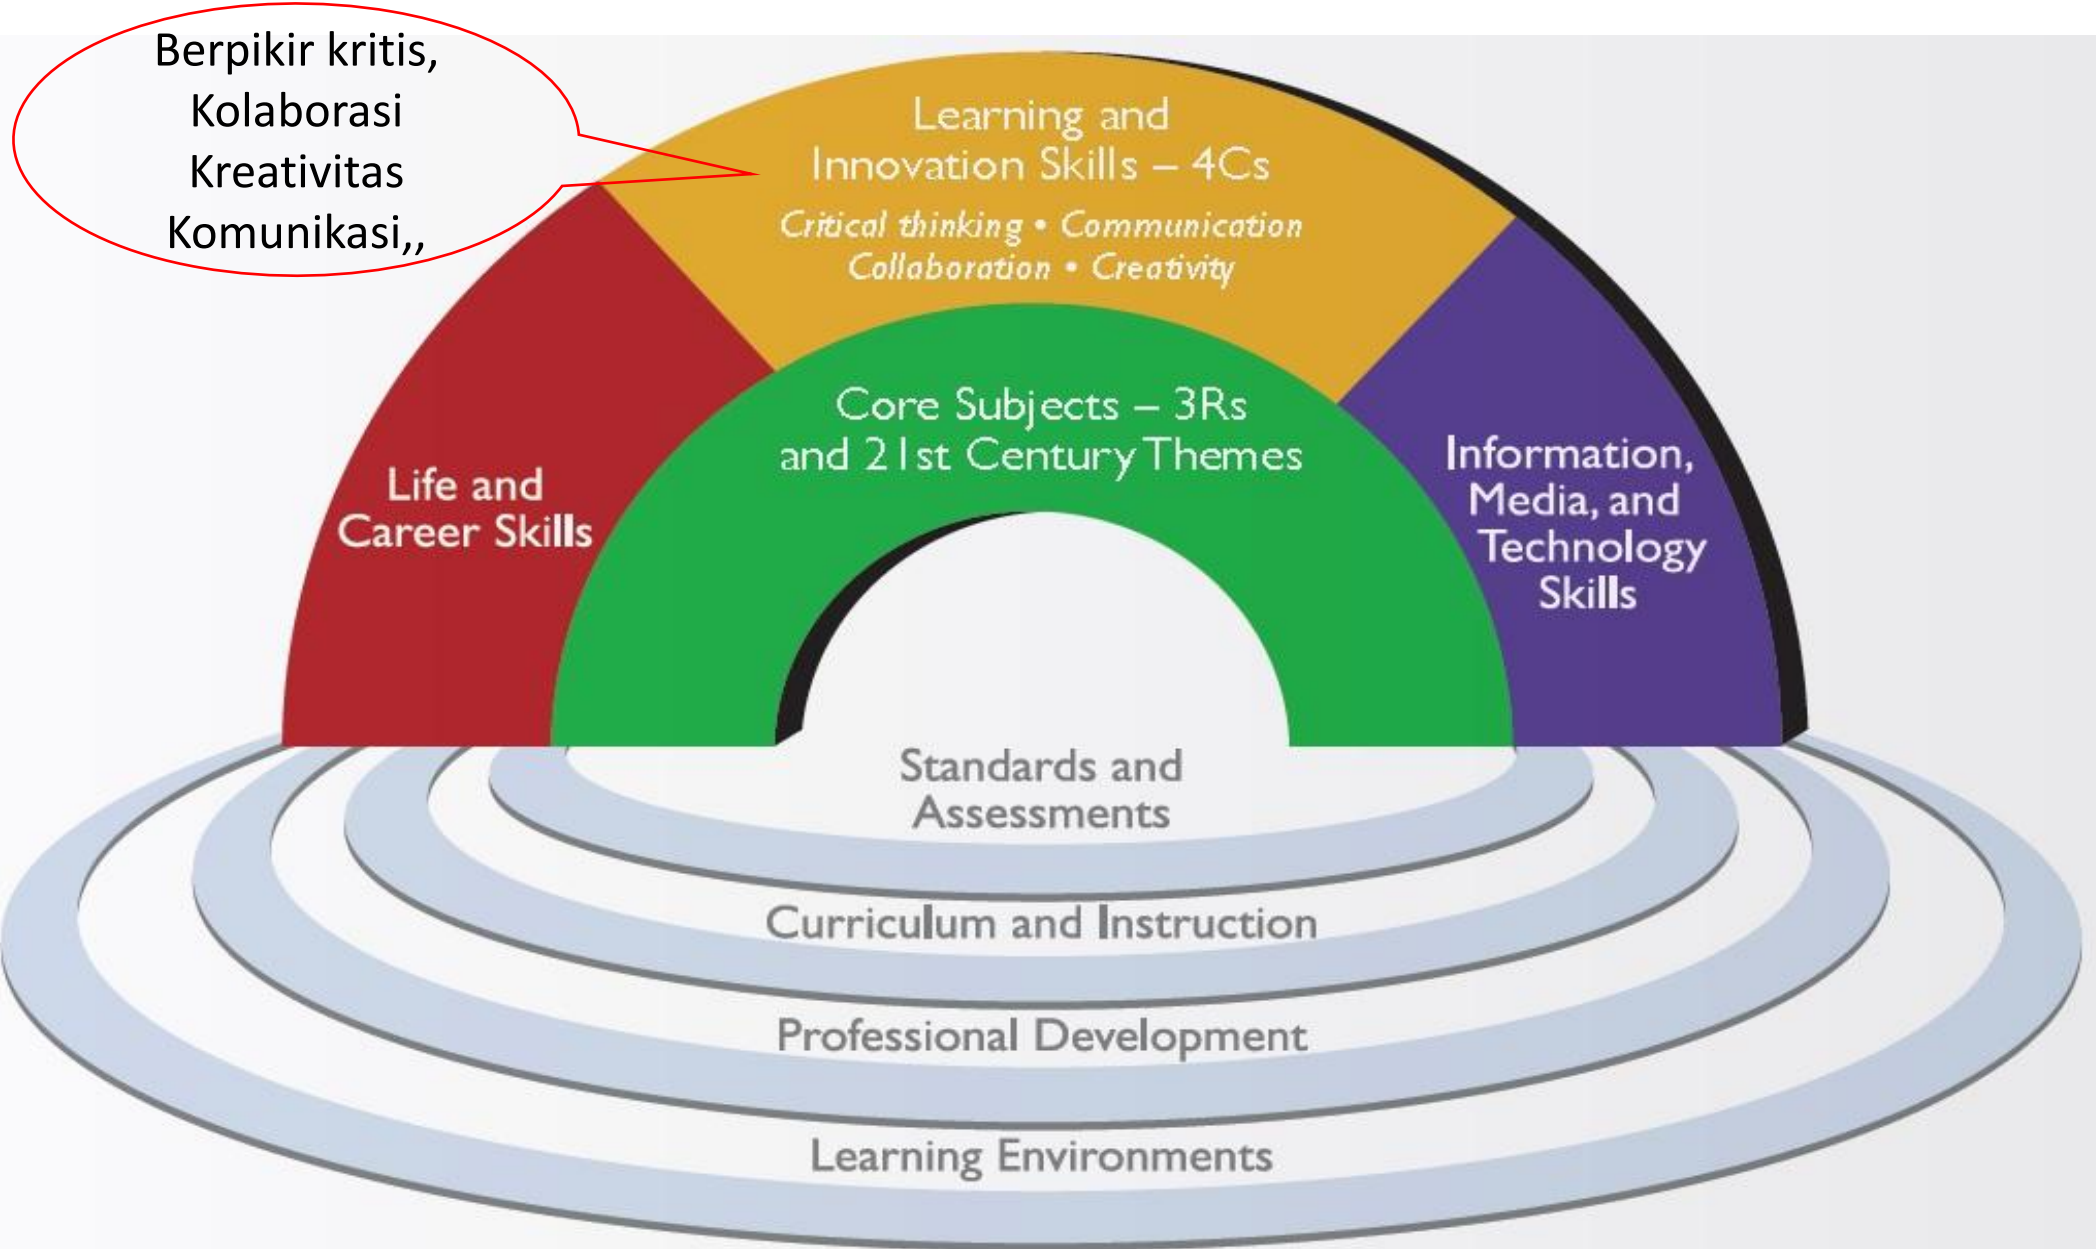 Berpikir kritis,
Kolaborasi
Kreativitas
Komunikasi,,
Learning and
Innovation Skills – 4Cs
Critical thinking • Communication
Collaboration • Creativity
Core Subjects – 3Rs
and 21st Century Themes
Life and
Career Skills
Information,
Media, and
Technology
Skills
Standards and
Assessments
Curriculum and Instruction
Professional Development
Learning Environments